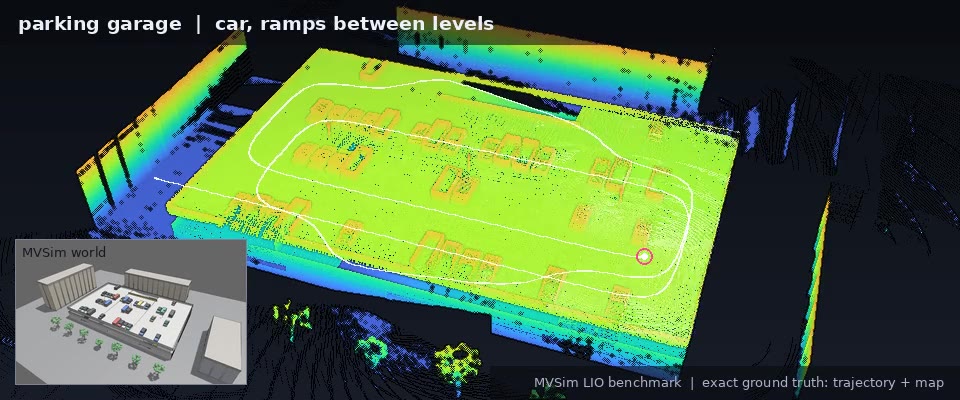 parking garage | car, ramps between levels
MVSim world
MVSim LIO benchmark | exact ground truth: trajectory + map